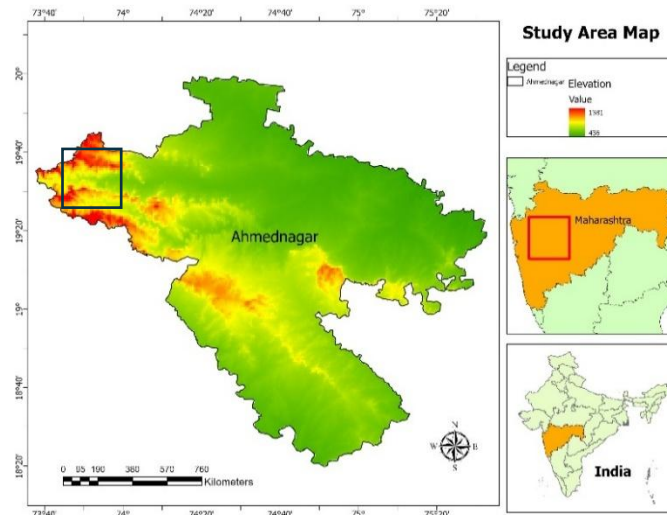 73°40' 74° 74°20' 74°40' 75° 75°20'
Study Area Map
Legend
Ahmednagar Elevation
Value
1581
20°
19°40'
19°20'
19°
18°40'
18°20'
Ahmednagar
Maharashtra
N
W E
S
0 95 190 380 570 760
Kilometers
India
73°40' 74° 74°20' 74°40' 75° 75°20'